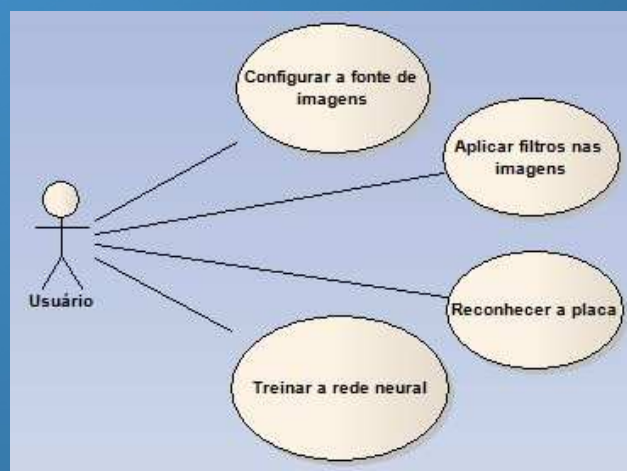 Configurar a fonte de
imagens
Aplicar filtros nas
imagens
Usuário
Reconhecer a placa
Treinar a rede neural